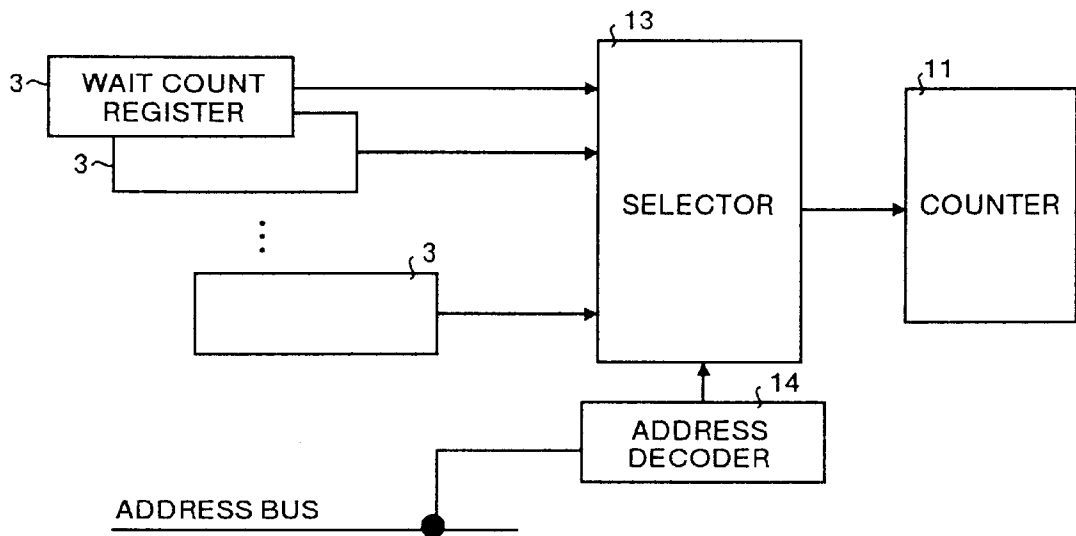 13
3
WAIT COUNT
REGISTER
11
3
SELECTOR
COUNTER
3
14
ADDRESS
DECODER
ADDRESS BUS